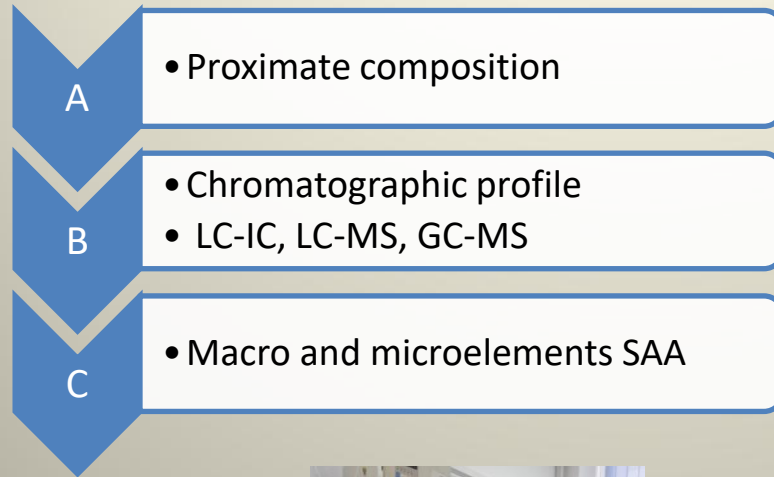 A
• Proximate composition
B
• Chromatographic profile
• LC-IC, LC-MS, GC-MS
C
• Macro and microelements SAA